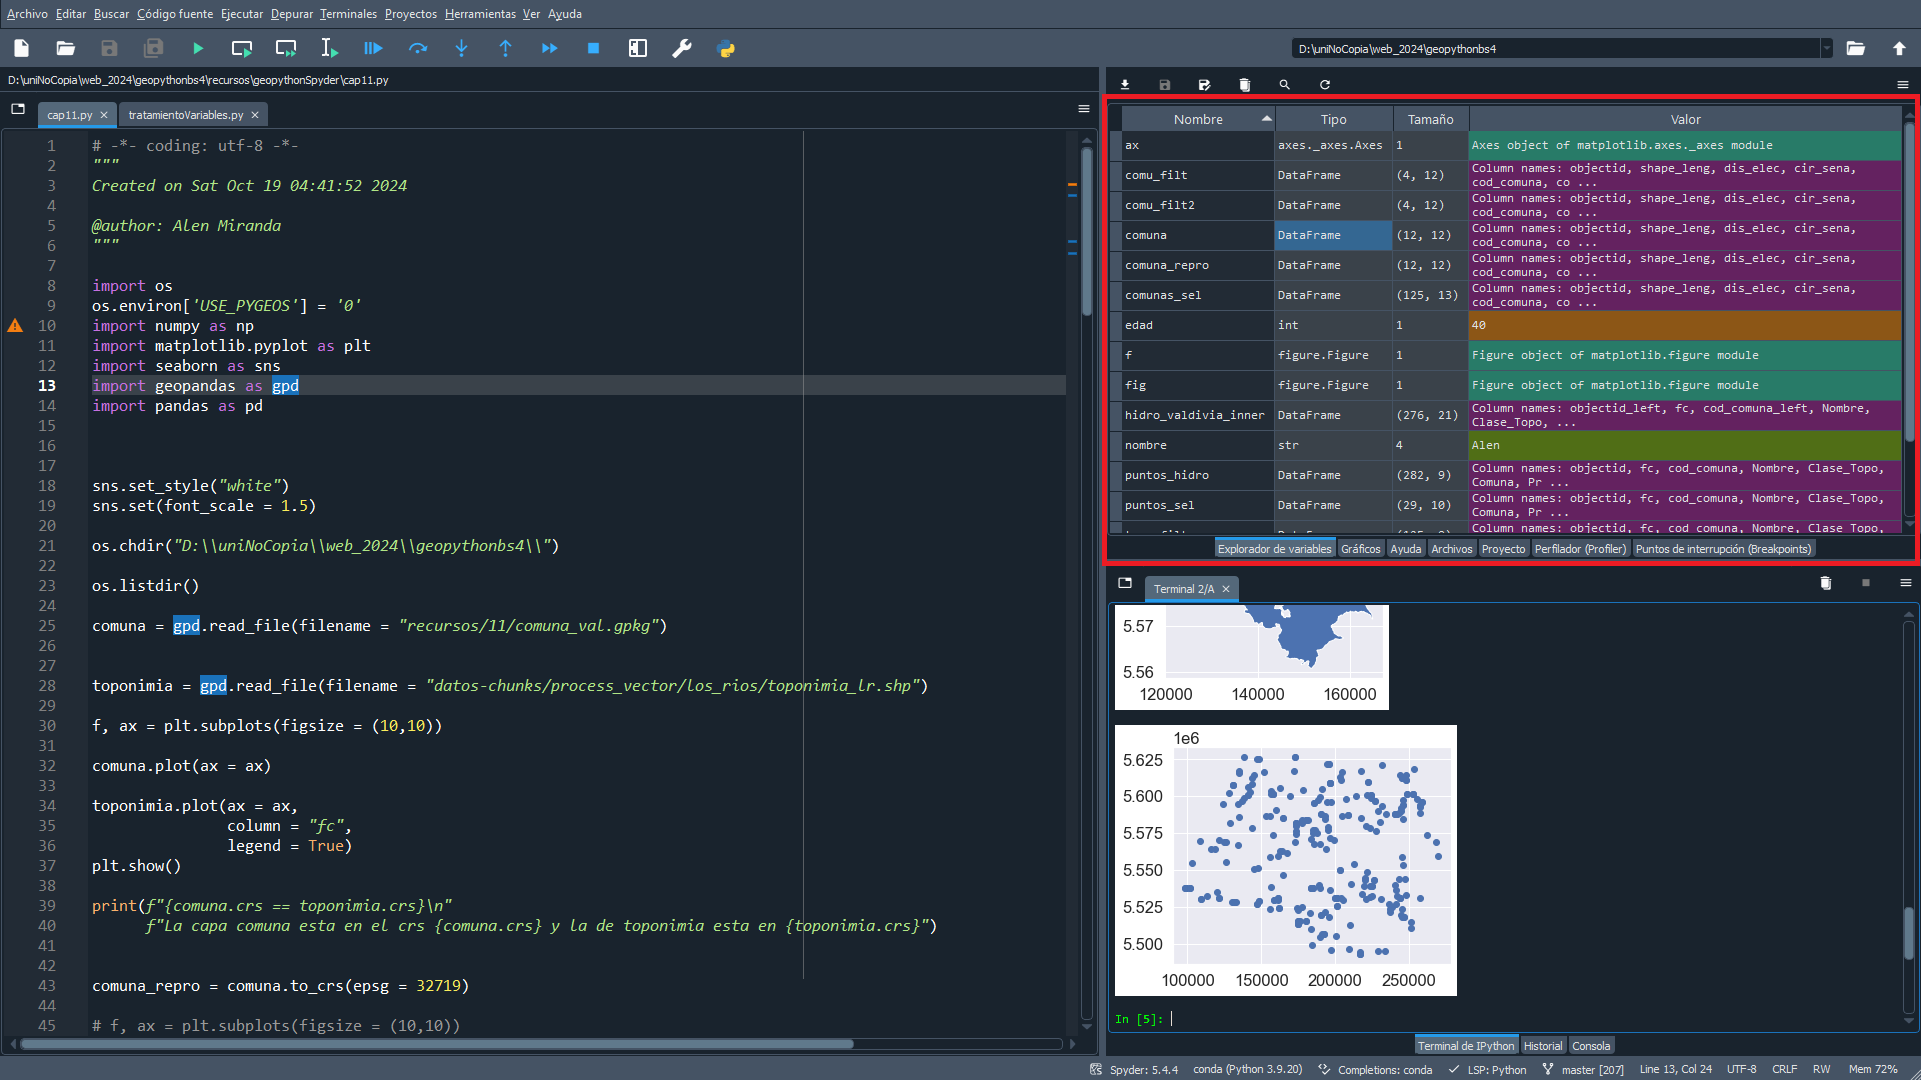 Archivo Editar Buscar Código fuente Ejecutar Depurar Terminales Proyectos Herramientas Ver Ayuda
D:\uniNoCopia\web_2024\geopythonbs4
D:\uniNoCopia\web_2024\geopythonbs4\recursos\geopythonSpyder\cap11.py
cap11.py
tratamientoVariables.py
1 # -*- coding: utf-8 -*-
2 """
3 Created on Sat Oct 19 04:41:52 2024
4
5 @author: Alen Miranda
6 """
7
8 import os
9 os.environ['USE_PYGEOS'] = '0'
10 import numpy as np
11 import matplotlib.pyplot as plt
12 import seaborn as sns
13 import geopandas as gpd
14 import pandas as pd
15
16
17
18 sns.set_style("white")
19 sns.set(font_scale = 1.5)
20
21 os.chdir("D:\\uniNoCopia\\web_2024\\geopythonbs4\\")
22
23 os.listdir()
24
25 comuna = gpd.read_file(filename = "recursos/11/comuna_val.gpkg")
26
27
28 toponimia = gpd.read_file(filename = "datos-chunks/process_vector/los_rios/toponimia_lr.shp")
29
30 f, ax = plt.subplots(figsize = (10,10))
31
32 comuna.plot(ax = ax)
33
34 toponimia.plot(ax = ax,
35 column = "fc",
36 legend = True)
37 plt.show()
38
39 print(f"{comuna.crs == toponimia.crs}\n"
40 f"La capa comuna esta en el crs {comuna.crs} y la de toponimia esta en {toponimia.crs}")
41
42
43 comuna_repro = comuna.to_crs(epsg = 32719)
44
45 # f, ax = plt.subplots(figsize = (10,10))
Nombre Tipo Tamaño Valor
ax axes._axes.Axes 1 Axes object of matplotlib.axes._axes module
comu_filt DataFrame (4, 12) Column names: objectid, shape_leng, dis_elec, cir_sena,
cod_comuna, co ...
comu_filt2 DataFrame (4, 12) Column names: objectid, shape_leng, dis_elec, cir_sena,
cod_comuna, co ...
comuna DataFrame (12, 12) Column names: objectid, shape_leng, dis_elec, cir_sena,
cod_comuna, co ...
comuna_repro DataFrame (12, 12) Column names: objectid, shape_leng, dis_elec, cir_sena,
cod_comuna, co ...
comunas_sel DataFrame (125, 13) Column names: objectid, shape_leng, dis_elec, cir_sena,
cod_comuna, co ...
edad int 1 40
f figure.Figure 1 Figure object of matplotlib.figure module
fig figure.Figure 1 Figure object of matplotlib.figure module
hidro_valdivia_inner DataFrame (276, 21) Column names: objectid_left, fc, cod_comuna_left, Nombre,
Clase_Topo, ...
nombre str 4 Alen
puntos_hidro DataFrame (282, 9) Column names: objectid, fc, cod_comuna, Nombre, Clase_Topo,
Comuna, Pr ...
puntos_sel DataFrame (29, 10) Column names: objectid, fc, cod_comuna, Nombre, Clase_Topo,
Comuna, Pr ...
Column names: objectid, fc, cod_comuna, Nombre, Clase_Topo,
Explorador de variables Gráficos Ayuda Archivos Proyecto Perfilador (Profiler) Puntos de interrupción (Breakpoints)
Terminal 2/A
5.57
5.56
120000 140000 160000
1e6
5.625
5.600
5.575
5.550
5.525
5.500
100000 150000 200000 250000
In [5]:
Terminal de IPython Historial Consola
Spyder: 5.4.4 conda (Python 3.9.20) Completions: conda LSP: Python master [207] Line 13, Col 24 UTF-8 CRLF RW Mem 72%